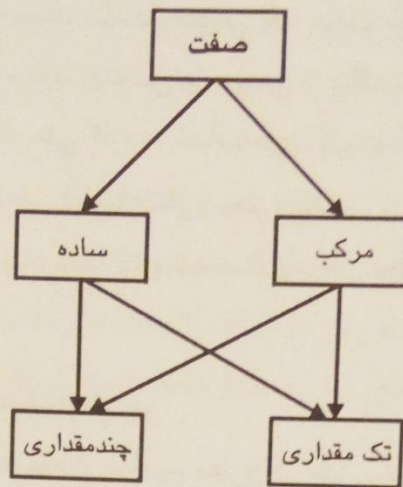 صفت
مرکب
ساده
تک مقداری
چندمقداری